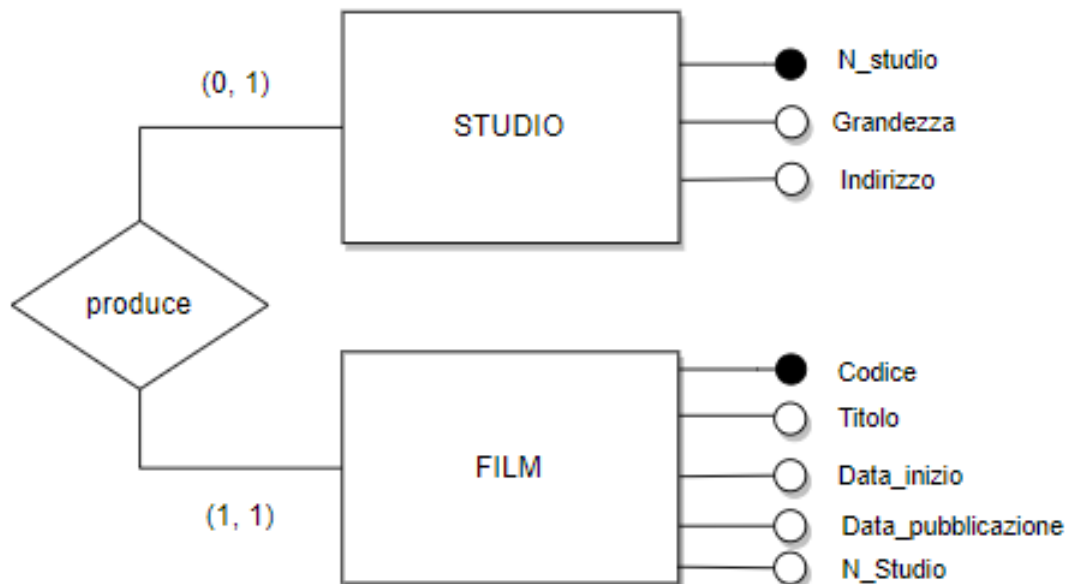 (0, 1)
STUDIO
N_studio
Grandezza
Indirizzo
produce
(1, 1)
FILM
Codice
Titolo
Data_inizio
Data_pubblicazione
N_Studio